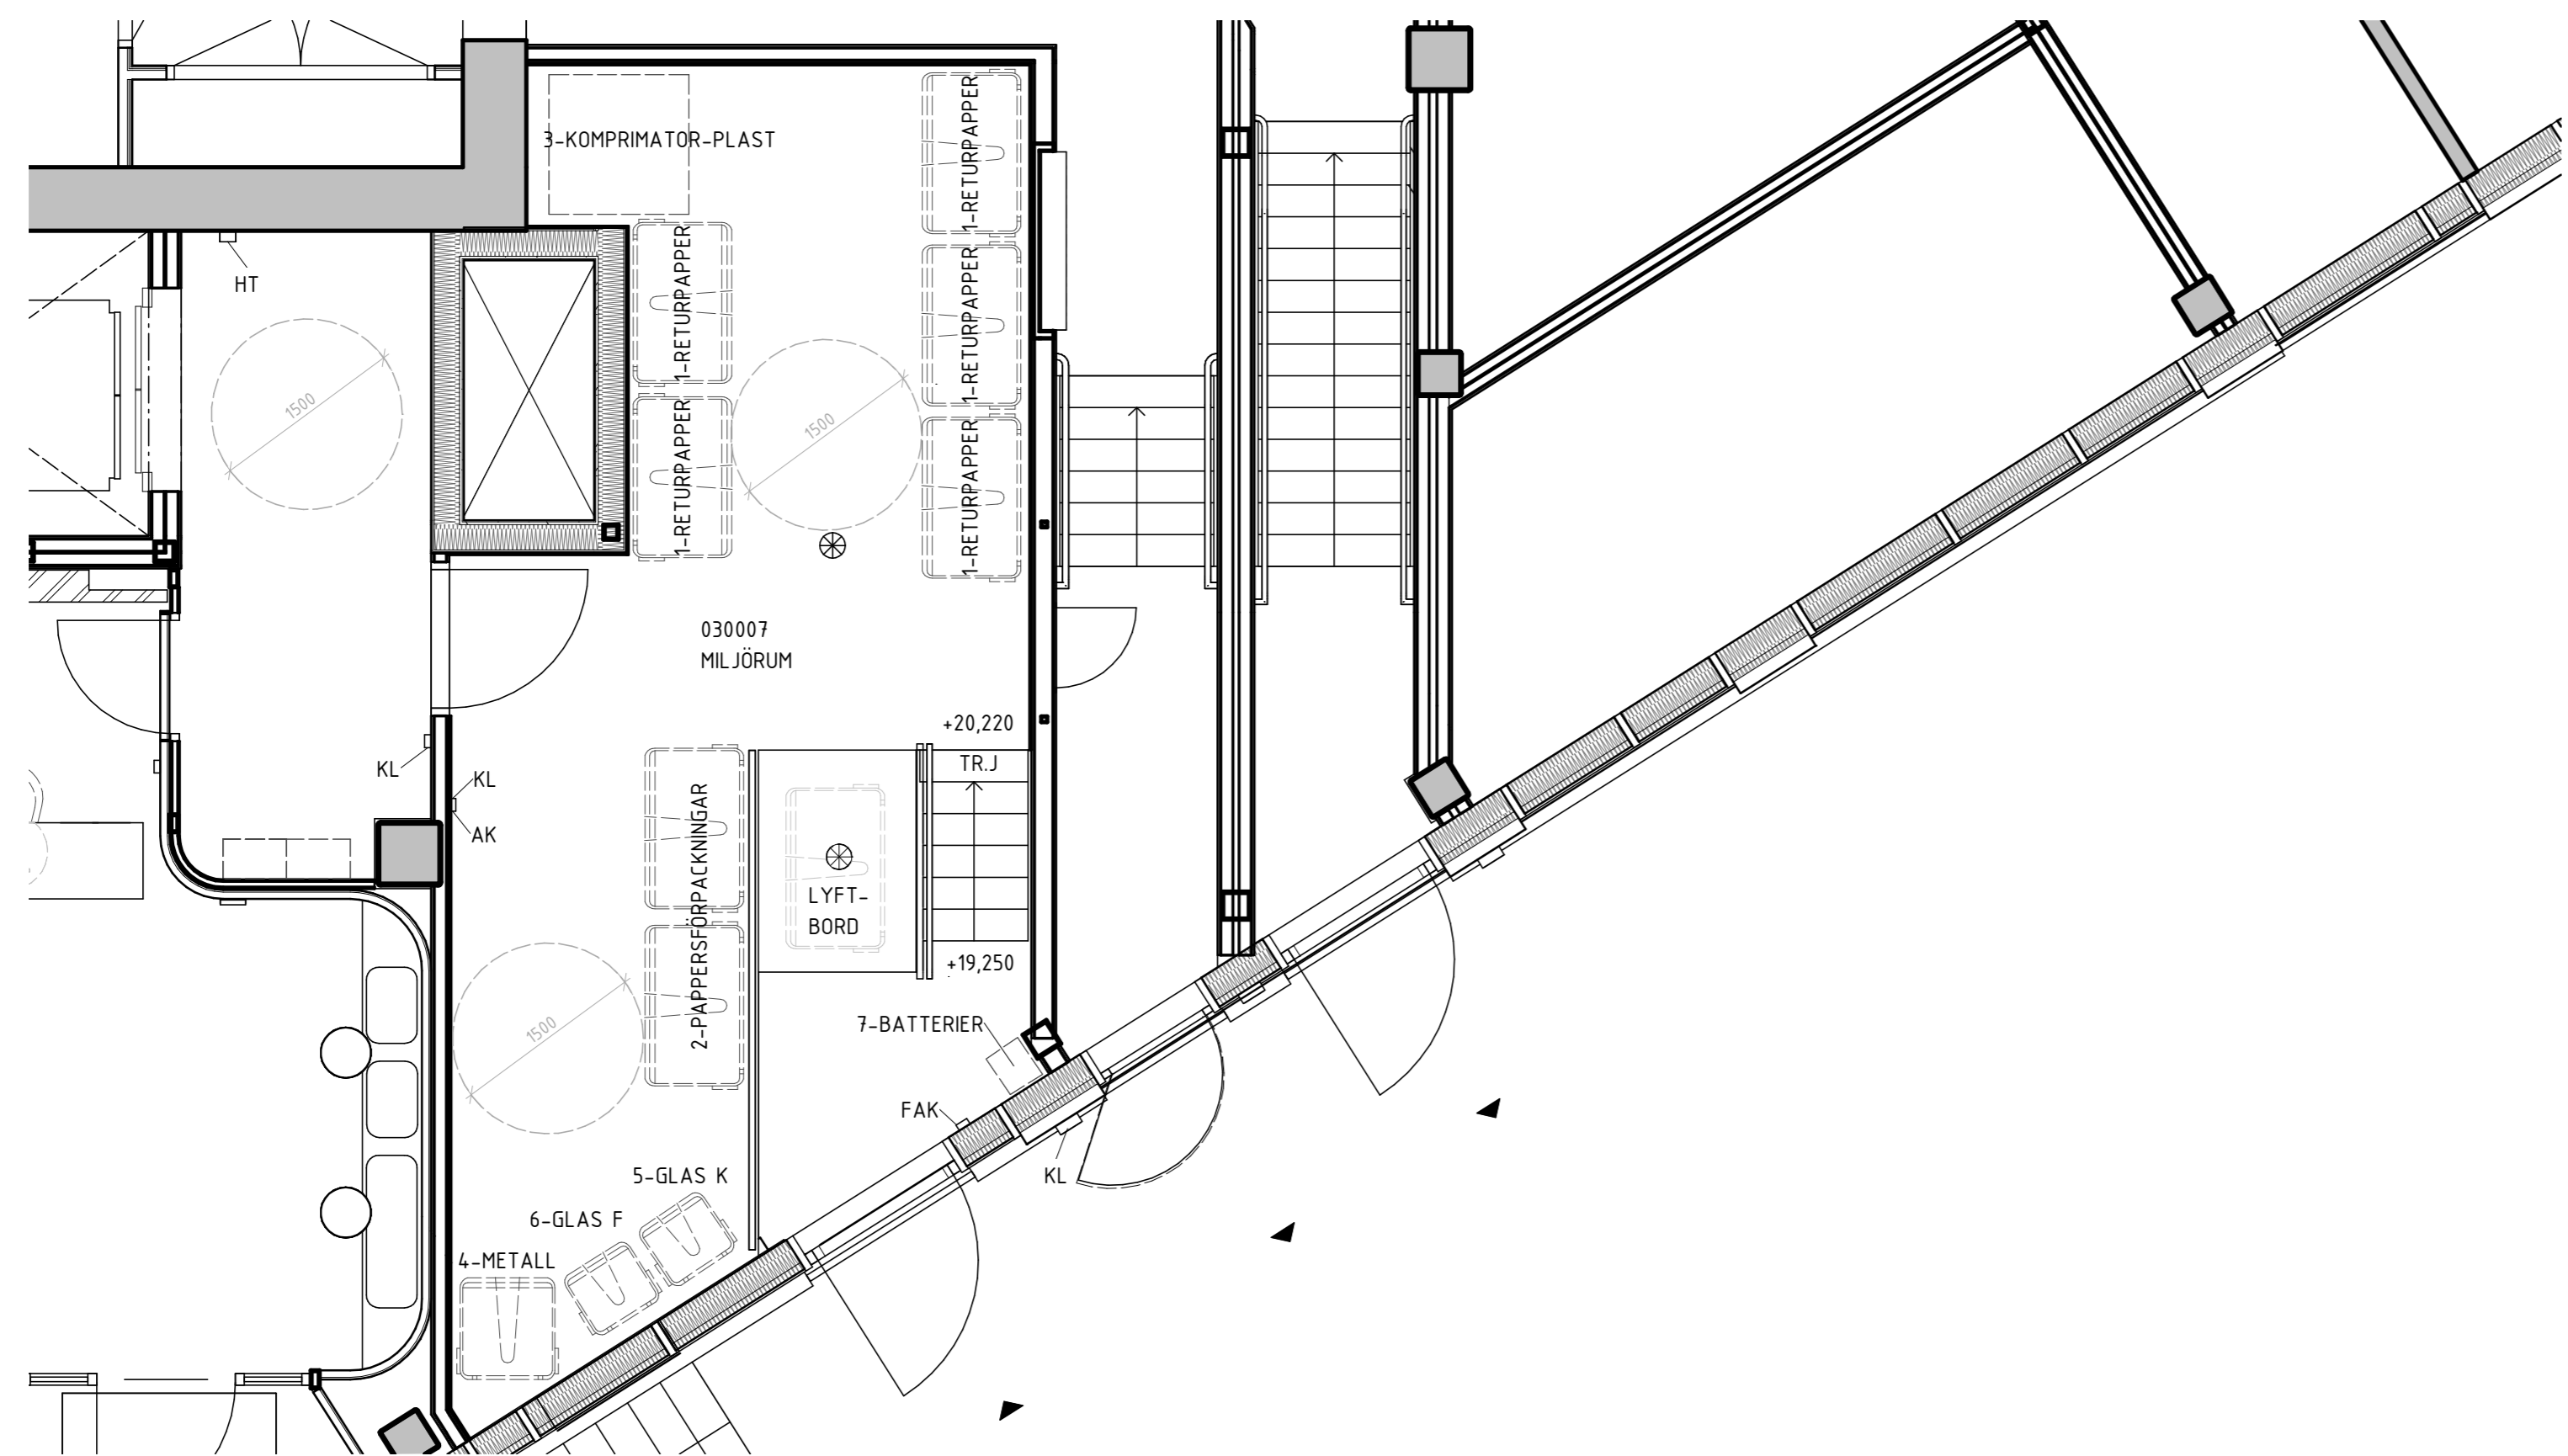 3-KOMPRIMATOR-PLAST
1-RETURPAPPER
1-RETURPAPPER
1-RETURPAPPER
1-RETURPAPPER
1-RETURPAPPER
HT
1500
1500
030007
MILJÖRUM
+20,220
TR.J
KL
KL
AK
2-PAPPERSFÖRPACKNINGAR
LYFT-
BORD
+19,250
7-BATTERIER
1500
FAK
KL
5-GLAS K
6-GLAS F
4-METALL